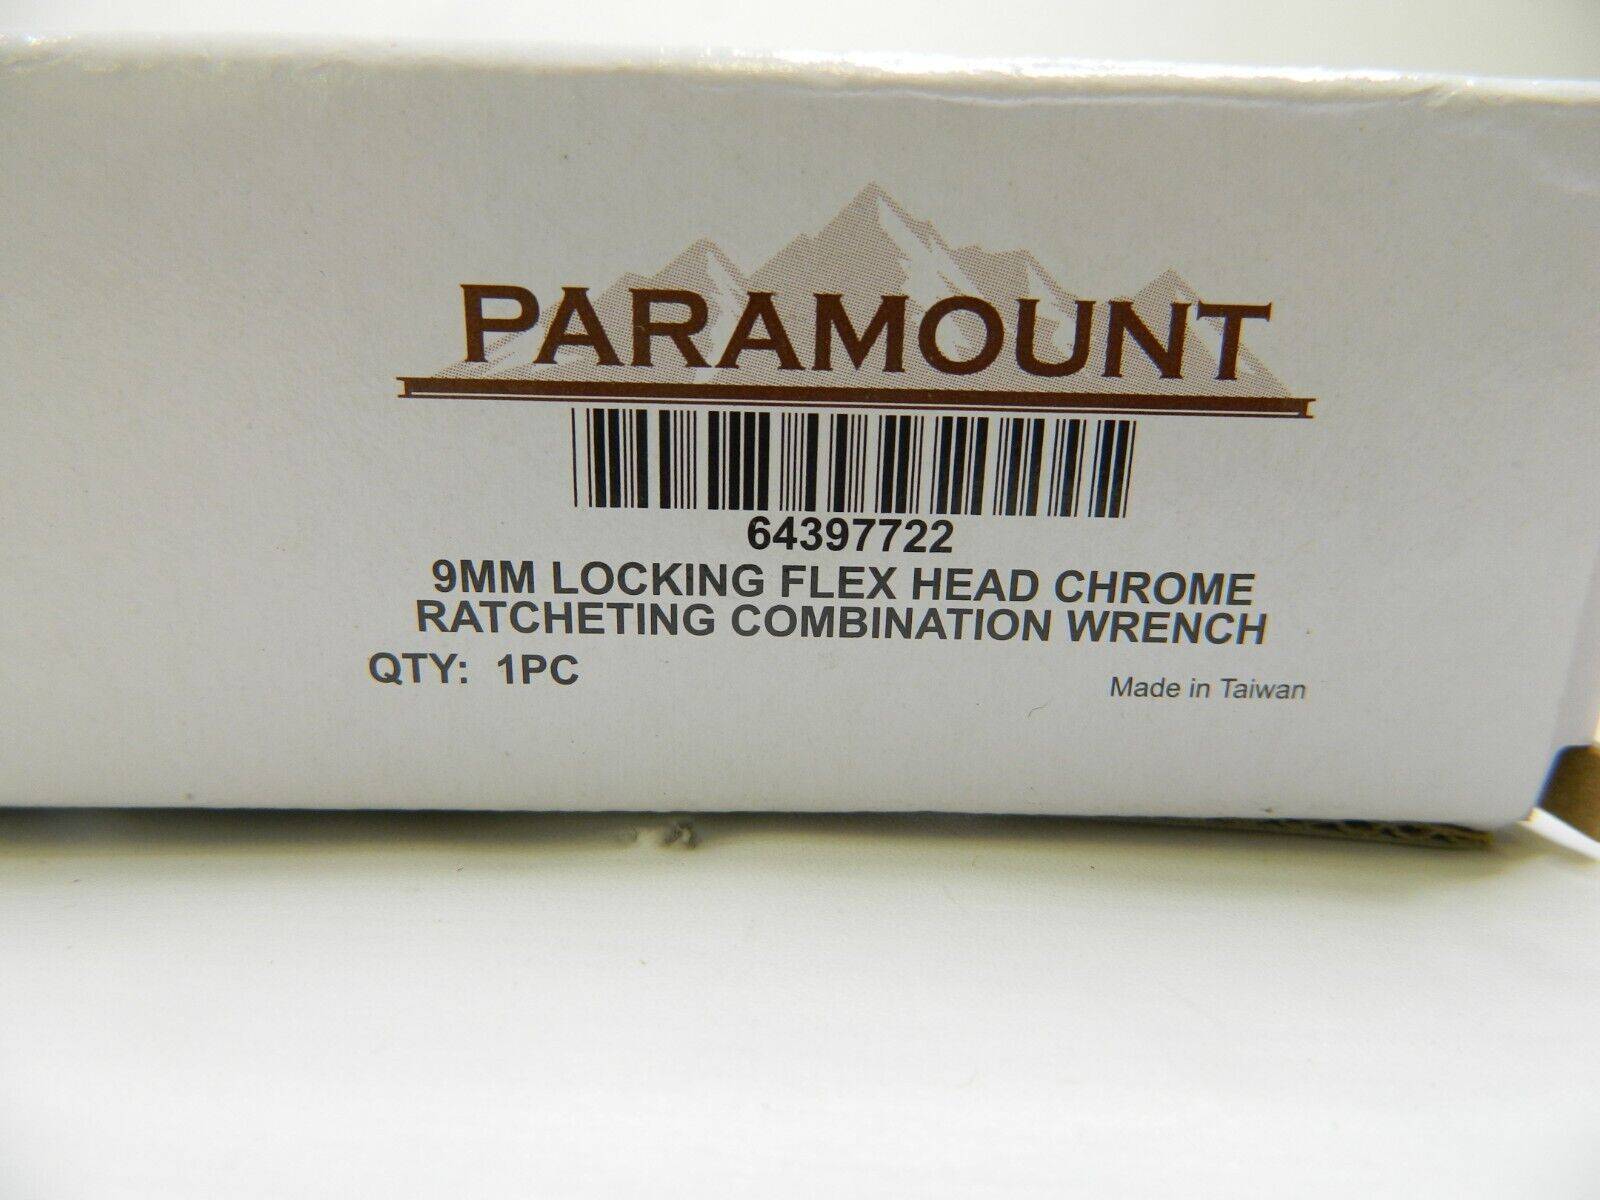 PARAMOUNT
64397722
9MM LOCKING FLEX HEAD CHROME
RATCHETING COMBINATION WRENCH
QTY: 1PC
Made in Taiwan